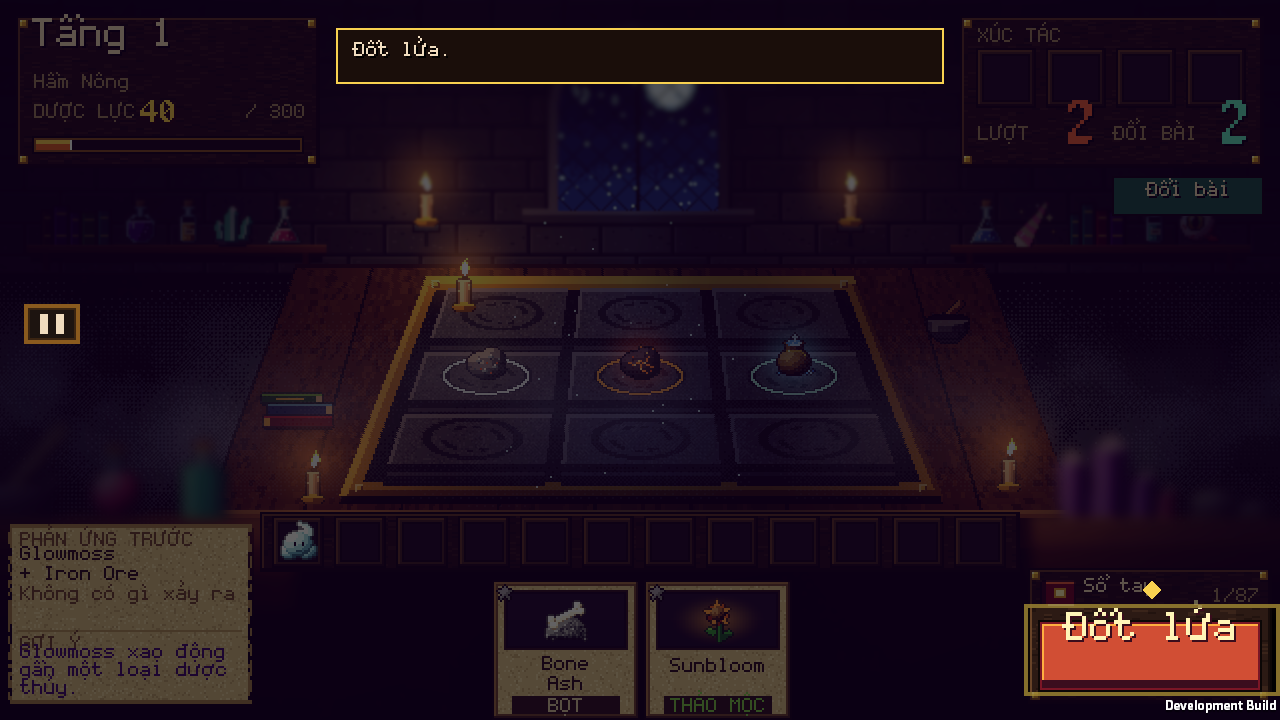 Tầng 1
Hầm Nông
DƯỢC LỰC 40 / 300
Đốt lửa.
XÚC TÁC
LƯỢT 2 ĐỔI BÀI 2
Đổi bài
PHẢN ỨNG TRƯỚC
Glowmoss
+ Iron Ore
Không có gì xảy ra
GỢI Ý
Glowmoss xao động
gần một loại dược
thủy.
Bone
Ash
BỘT
Sunbloom
THẢO MỘC
Sổ tay
1/87
Đốt lửa
Development Build